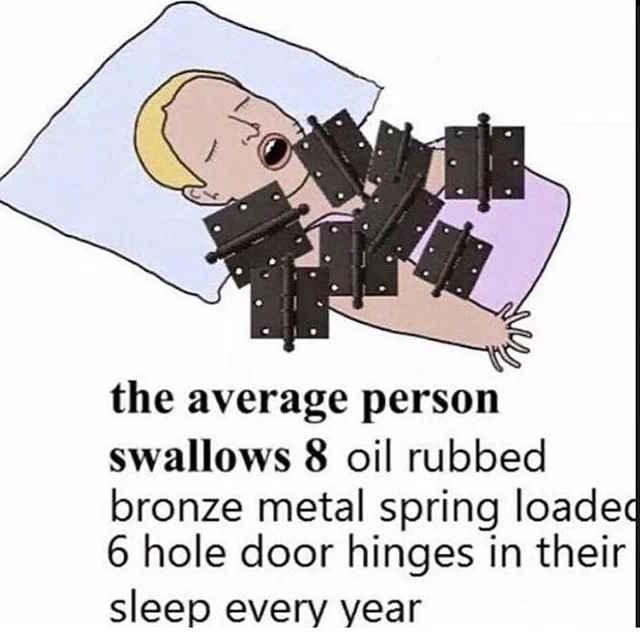 the average person
swallows 8 oil rubbed
bronze metal spring loaded
6 hole door hinges in their
sleep every year